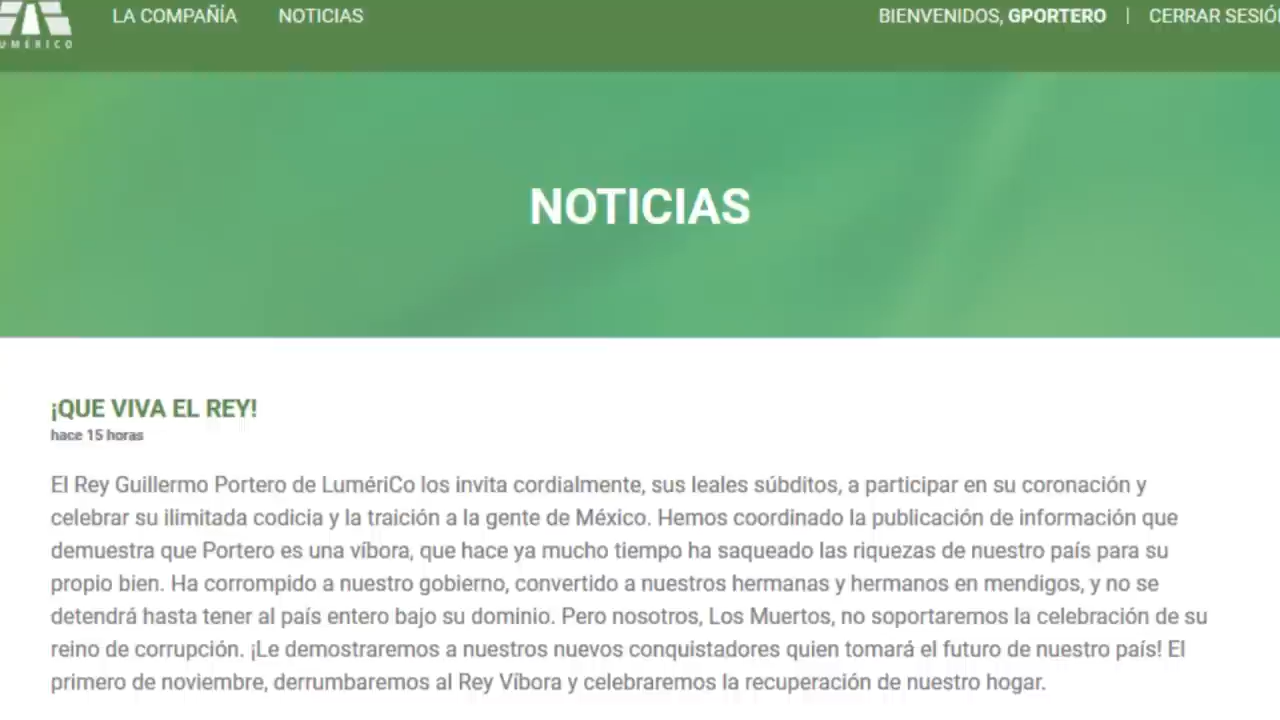 LA COMPAÑÍA NOTICIAS BIENVENIDOS, GPORTERO | CERRAR SESIÓ
UMÉRICO
NOTICIAS
¡QUE VIVA EL REY!
hace 15 horas
El Rey Guillermo Portero de LumériCo los invita cordialmente, sus leales súbditos, a participar en su coronación y
celebrar su ilimitada codicia y la traición a la gente de México. Hemos coordinado la publicación de información que
demuestra que Portero es una víbora, que hace ya mucho tiempo ha saqueado las riquezas de nuestro país para su
propio bien. Ha corrompido a nuestro gobierno, convertido a nuestros hermanas y hermanos en mendigos, y no se
detendrá hasta tener al país entero bajo su dominio. Pero nosotros, Los Muertos, no soportaremos la celebración de su
reino de corrupción. ¡Le demostraremos a nuestros nuevos conquistadores quien tomará el futuro de nuestro país! El
primero de noviembre, derrumbaremos al Rey Víbora y celebraremos la recuperación de nuestro hogar.